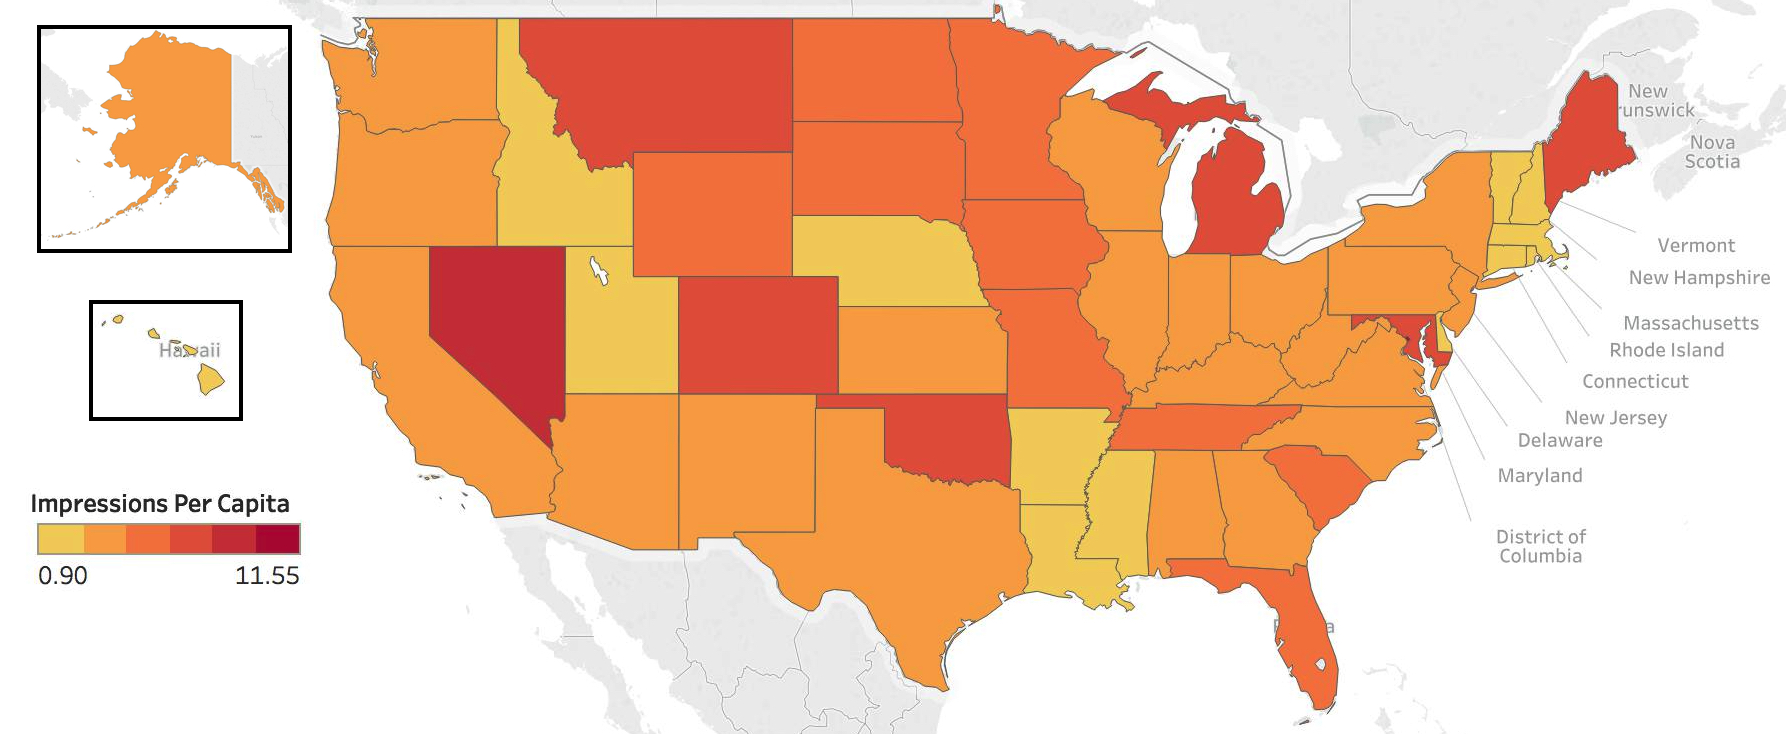 New
runswick
Nova
Scotia
Vermont
New Hampshire
Massachusetts
Rhode Island
Connecticut
New Jersey
Delaware
Maryland
District of
Columbia
Hawaii
Impressions Per Capita
0.90
11.55